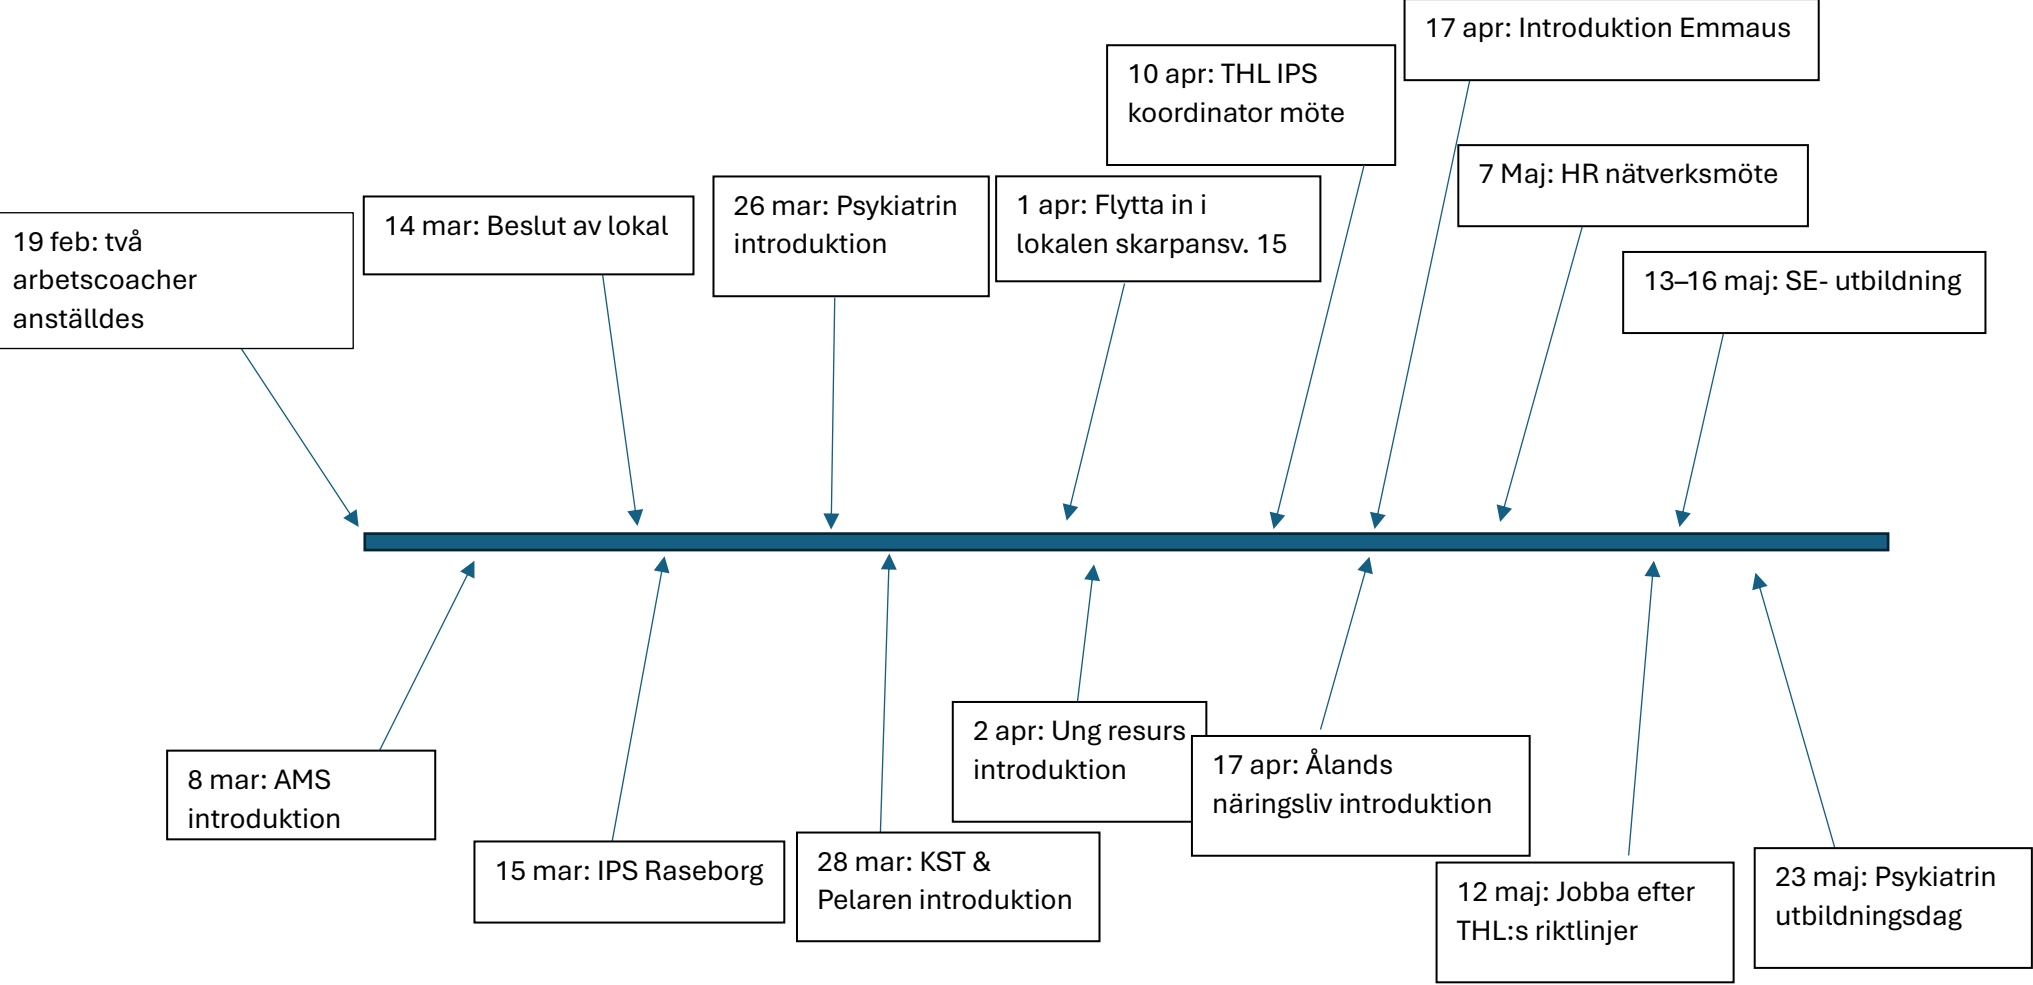 17 apr: Introduktion Emmaus
10 apr: THL IPS
koordinator möte
7 Maj: HR nätverksmöte
26 mar: Psykiatrin
introduktion
1 apr: Flytta in i
lokalen skarpansv. 15
14 mar: Beslut av lokal
19 feb: två
arbetscoacher
anställdes
13–16 maj: SE- utbildning
2 apr: Ung resurs
introduktion
17 apr: Ålands
näringsliv introduktion
8 mar: AMS
introduktion
15 mar: IPS Raseborg
28 mar: KST &
Pelaren introduktion
12 maj: Jobba efter
THL:s riktlinjer
23 maj: Psykiatrin
utbildningsdag